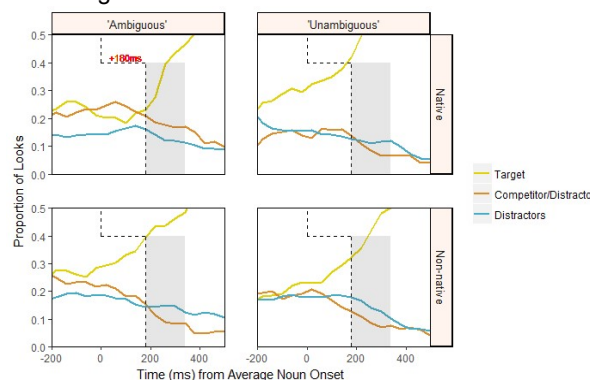 'Ambiguous' 'Unambiguous'
0.5
0.4
0.3
0.2
0.1
0.0
+180ms
Native
Proportion of Looks
Target
Competitor/Distracto
Distractors
0.5
0.4
0.3
0.2
0.1
0.0
Non-native
-200 0 200 400 -200 0 200 400
Time (ms) from Average Noun Onset